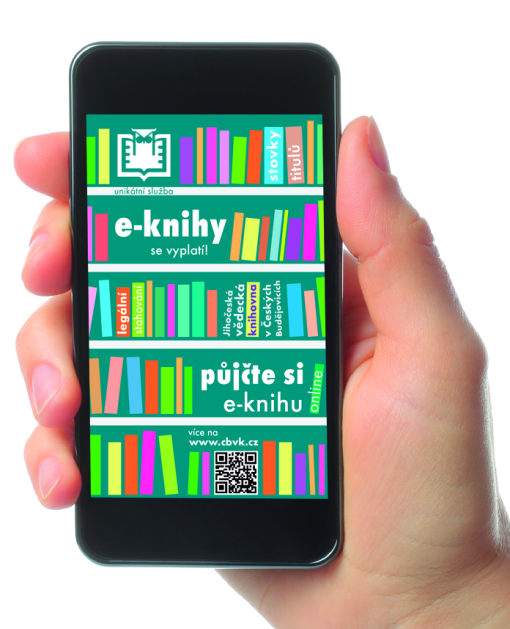 stovky
titulů
unikátní služba
e-knihy
se vyplatí!
legální
stahování
Jihočeská
vědecká
knihovna
v Českých
Budějovicích
půjčte si
e-knihu
online
více na
www.cbvk.cz